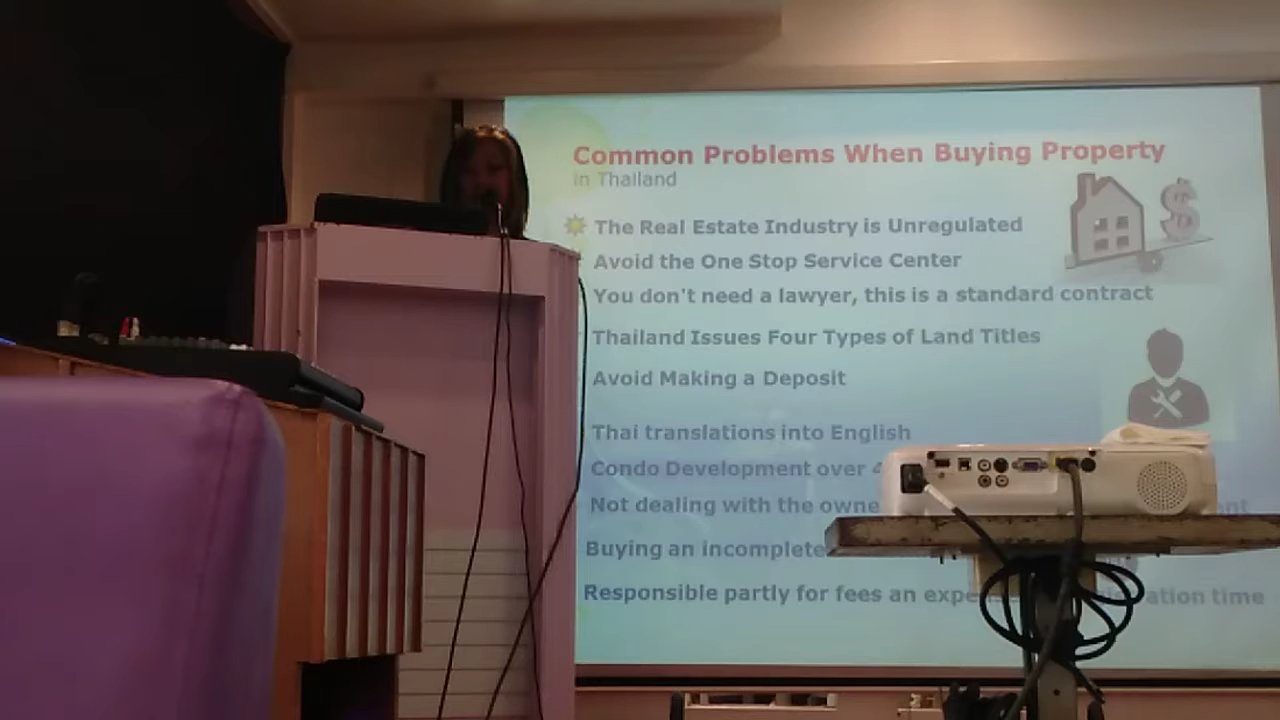 Common Problems When Buying Property
in Thailand
The Real Estate Industry is Unregulated
Avoid the One Stop Service Center
You don't need a lawyer, this is a standard contract
Thailand Issues Four Types of Land Titles
Avoid Making a Deposit
Thai translations into English
Condo Development over
Not dealing with the
Buying an incomplete
Responsible partly for fees an time